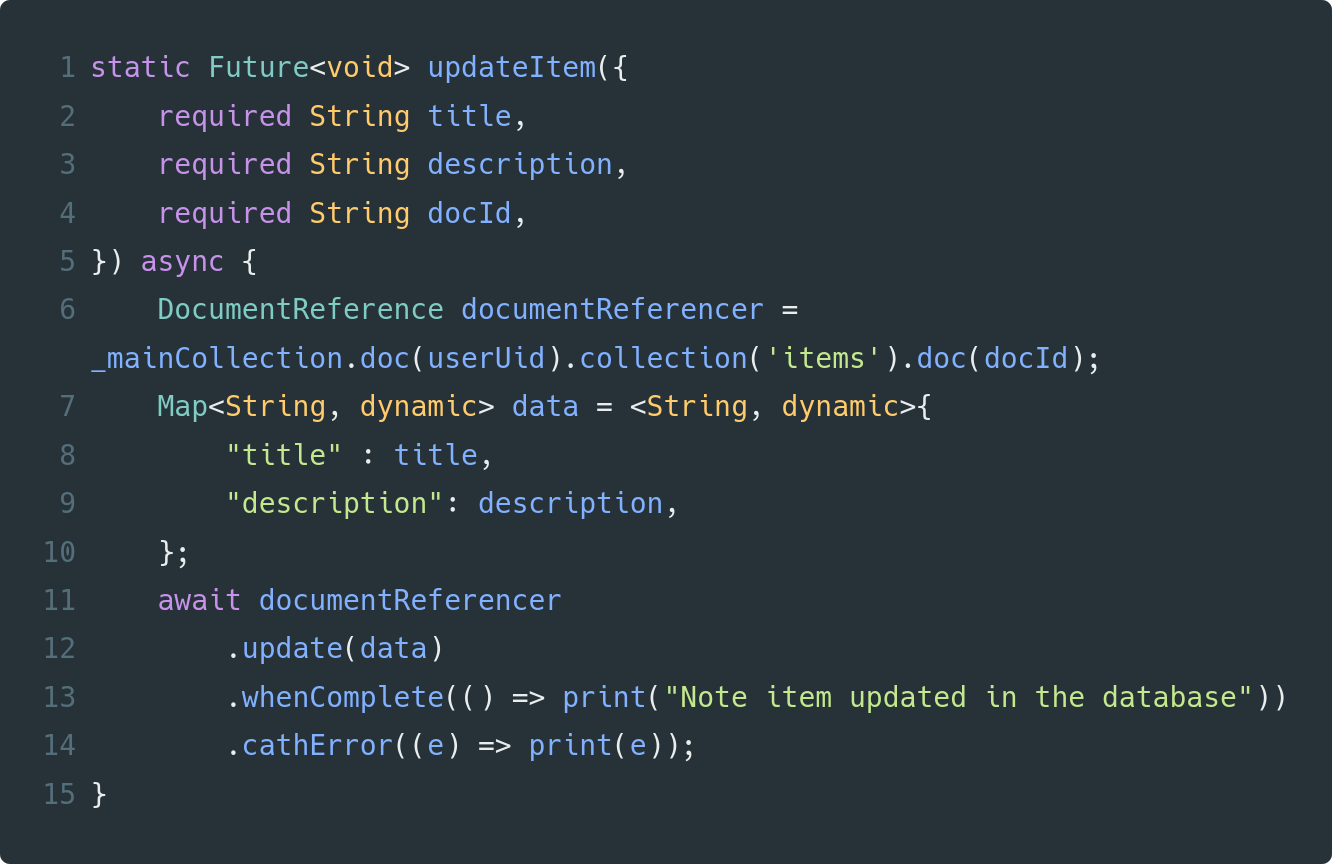 1 static Future<void> updateItem({
2     required String title,
3     required String description,
4     required String docId,
5 }) async {
6     DocumentReference documentReferencer =
_mainCollection.doc(userUid).collection('items').doc(docId);
7     Map<String, dynamic> data = <String, dynamic>{
8         "title" : title,
9         "description": description,
10     };
11     await documentReferencer
12         .update(data)
13         .whenComplete(() => print("Note item updated in the database"))
14         .cathError((e) => print(e));
15 }